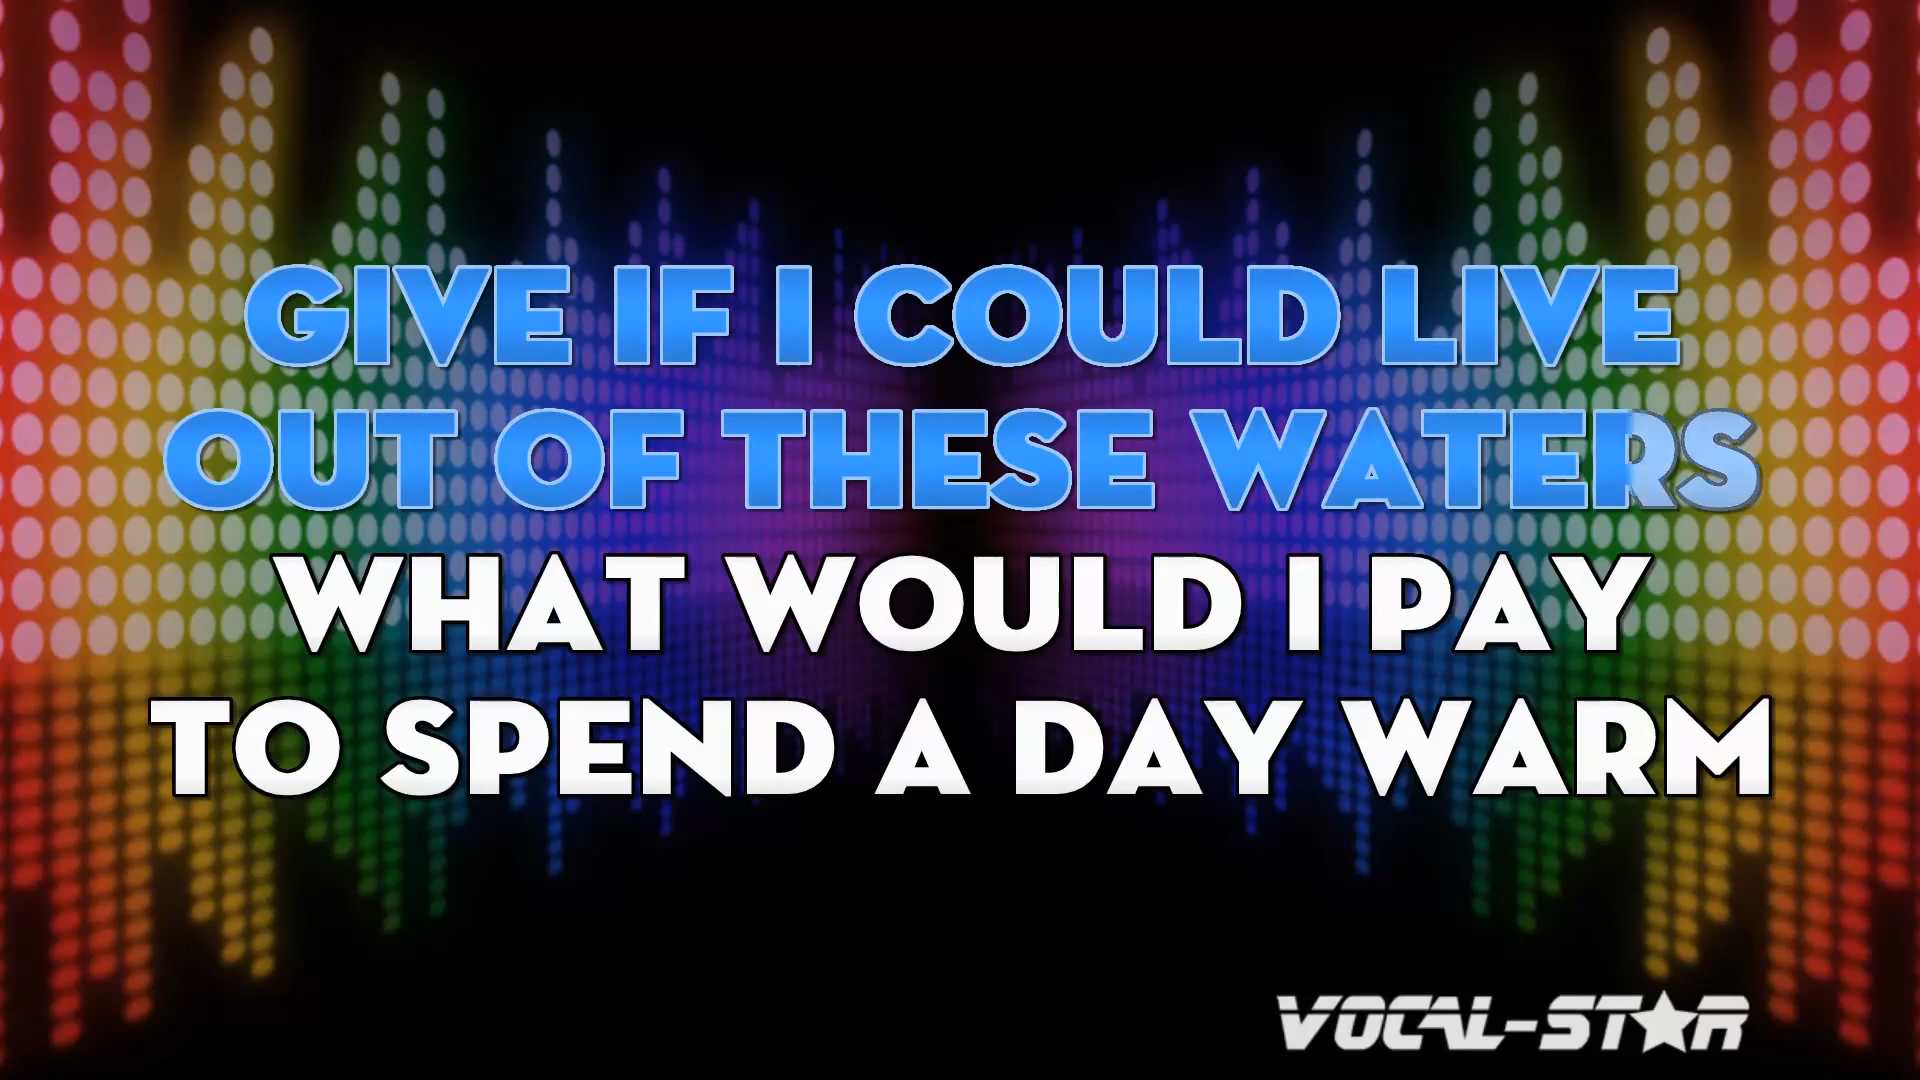 GIVE IF I COULD LIVE
OUT OF THESE WATERS
WHAT WOULD I PAY
TO SPEND A DAY WARM
VOCAL-STAR